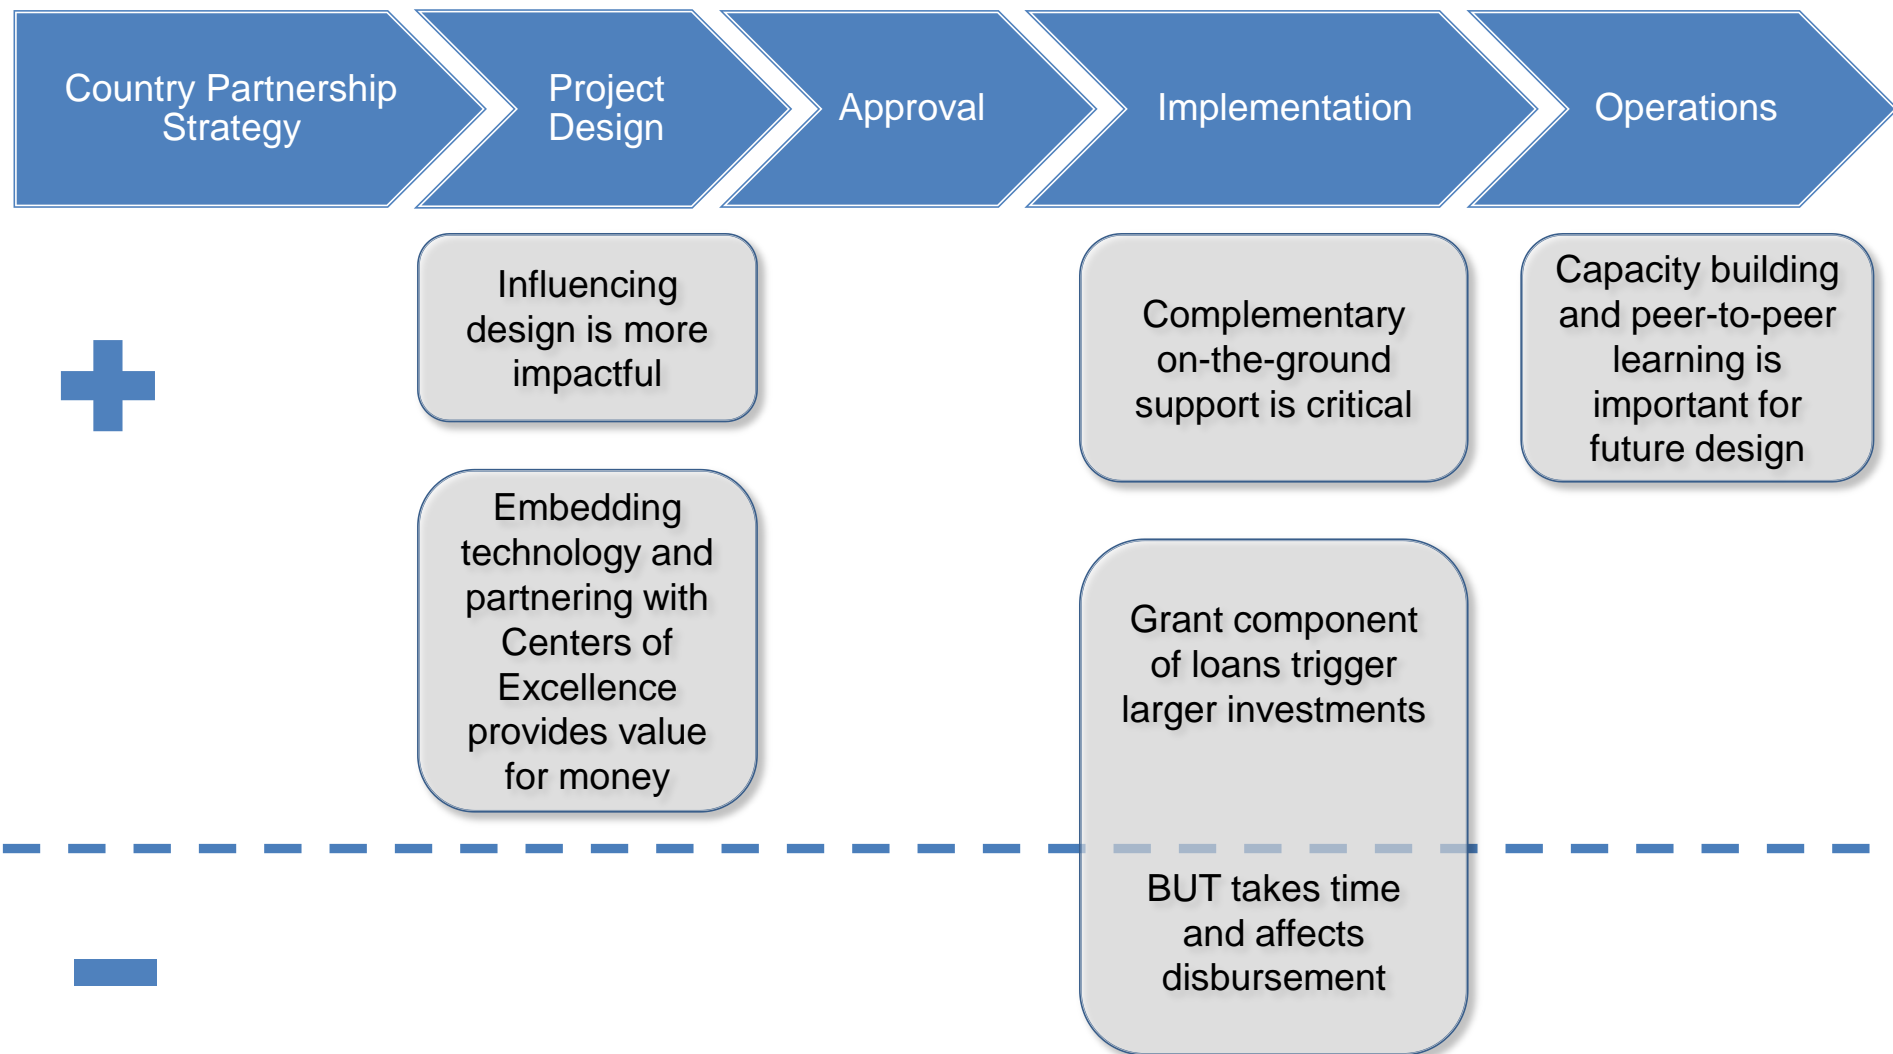 Country Partnership
Strategy
Project
Design
Approval
Implementation
Operations
Influencing
design is more
impactful
Embedding
technology and
partnering with
Centers of
Excellence
provides value
for money
Complementary
on-the-ground
support is critical
Grant component
of loans trigger
larger investments
BUT takes time
and affects
disbursement
Capacity building
and peer-to-peer
learning is
important for
future design